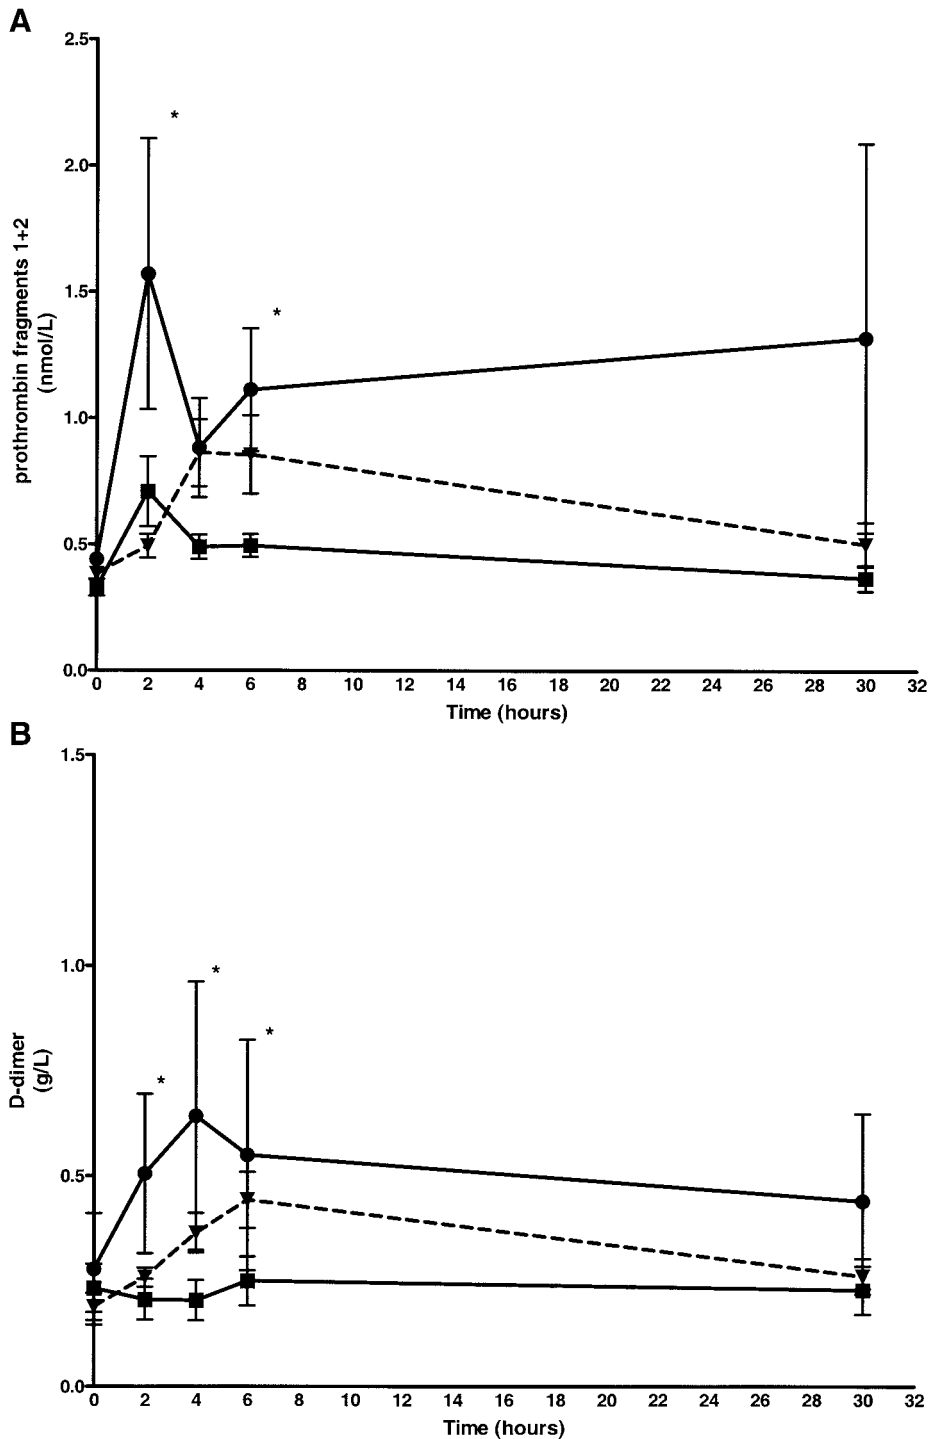 A
2.5
*
2.0
1.5
*
prothrombin fragments 1+2
(nmol/L)
1.0
0.5
0.0
0 2 4 6 8 10 12 14 16 18 20 22 24 26 28 30 32
Time (hours)
B
1.5
1.0
*
*
*
D-dimer
(g/L)
0.5
0.0
0 2 4 6 8 10 12 14 16 18 20 22 24 26 28 30 32
Time (hours)